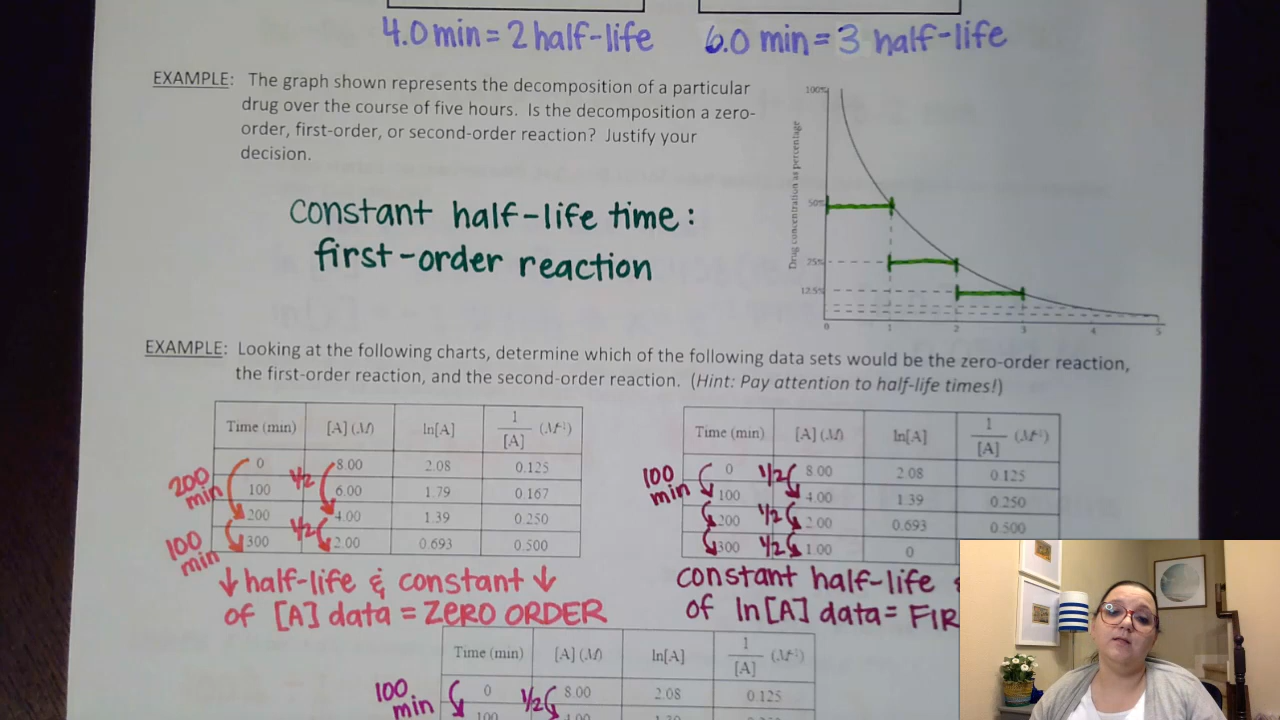 4.0 min = 2 half-life
6.0 min = 3 half-life
EXAMPLE: The graph shown represents the decomposition of a particular
drug over the course of five hours. Is the decomposition a zero-
order, first-order, or second-order reaction? Justify your
decision.
constant half-life time:
first-order reaction
Drug concentration as percentage
100%
50%
25%
12.5%
0 1 2 3 4 5
EXAMPLE: Looking at the following charts, determine which of the following data sets would be the zero-order reaction,
the first-order reaction, and the second-order reaction. (Hint: Pay attention to half-life times!)
Time (min) [A] (M) ln[A] 1/[A] (M⁻¹)
0 8.00 2.08 0.125
100 6.00 1.79 0.167
200 4.00 1.39 0.250
300 2.00 0.693 0.500
200
min
1/2
1/2
100
min
↓ half-life & constant ↓
of [A] data = ZERO ORDER
Time (min) [A] (M) ln[A] 1/[A] (M⁻¹)
0 8.00 2.08 0.125
100 4.00 1.39 0.250
200 2.00 0.693 0.500
300 1.00 0
100
min
1/2
1/2
1/2
constant half-life
of ln[A] data = FIR
Time (min) [A] (M) ln[A] 1/[A] (M⁻¹)
0 8.00 2.08 0.125
100
min
1/2